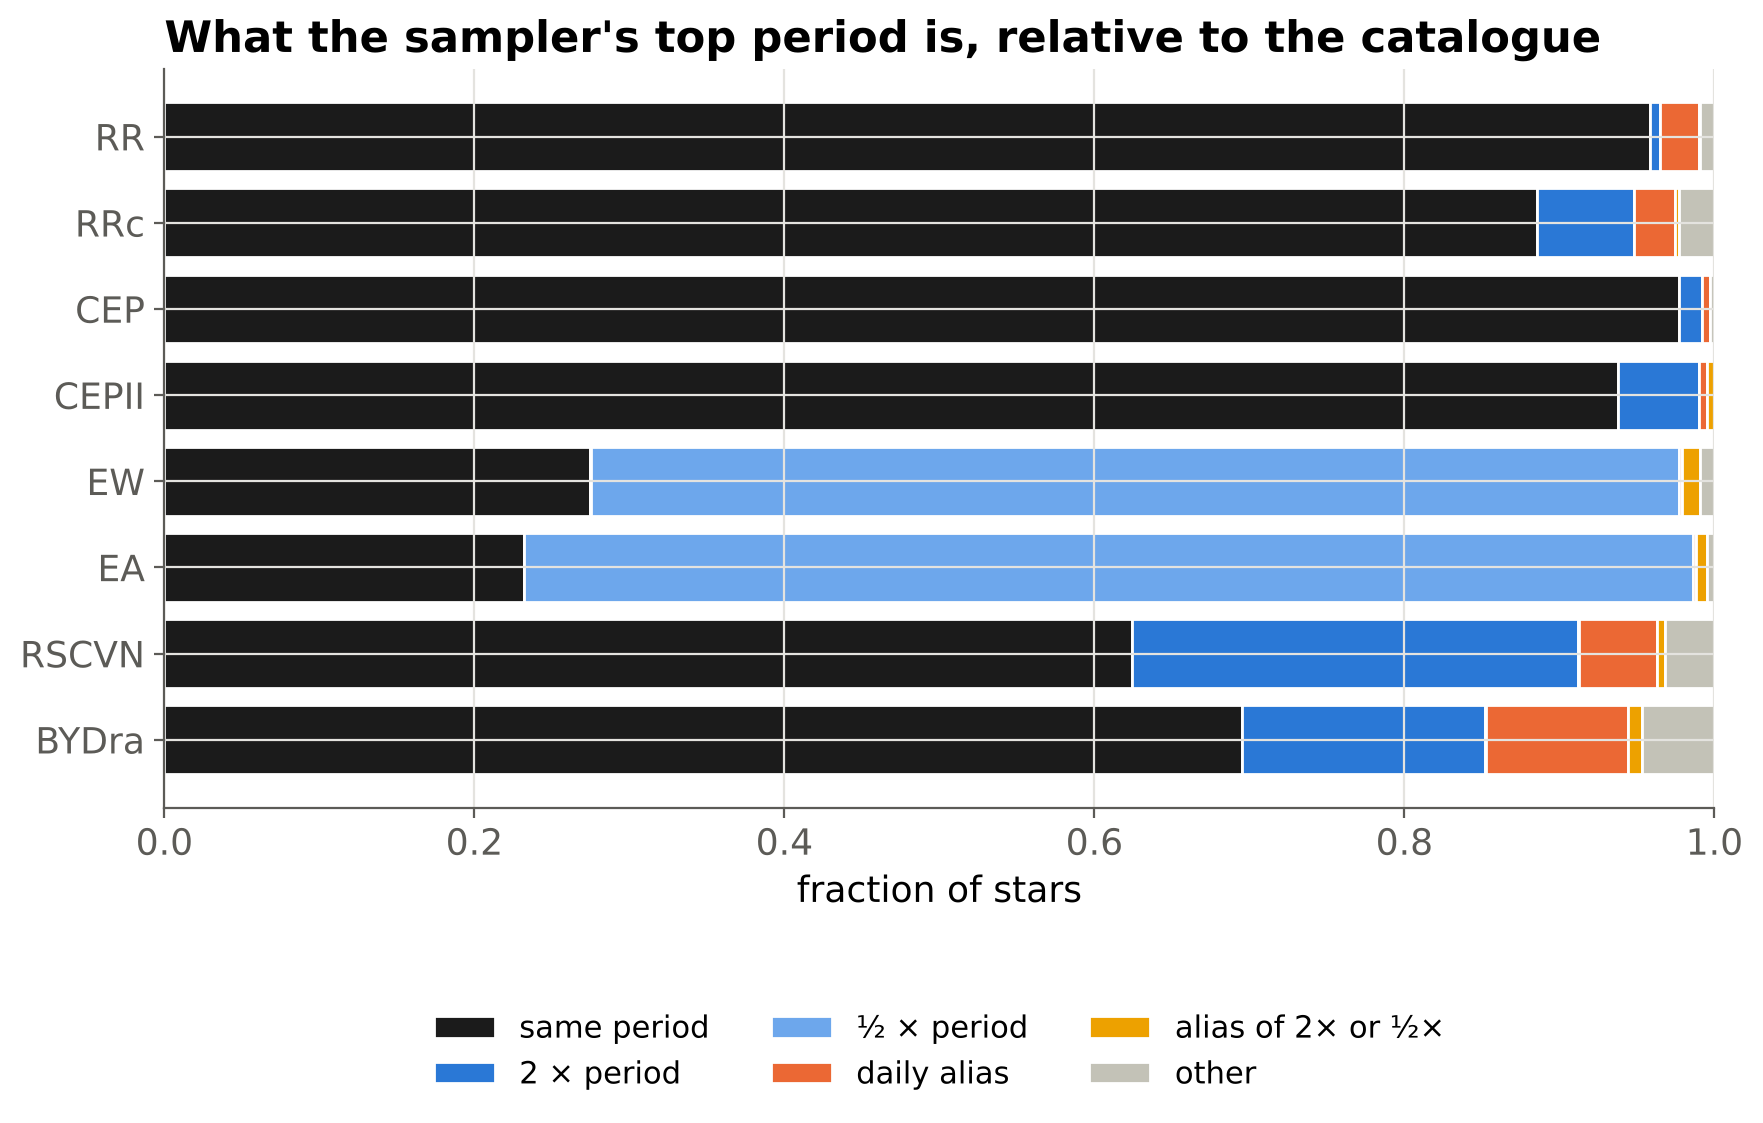 What the sampler's top period is, relative to the catalogue
RR
RRc
CEP
CEPII
EW
EA
RSCVN
BYDra
0.0 0.2 0.4 0.6 0.8 1.0
fraction of stars
same period ½ × period alias of 2× or ½×
2 × period daily alias other